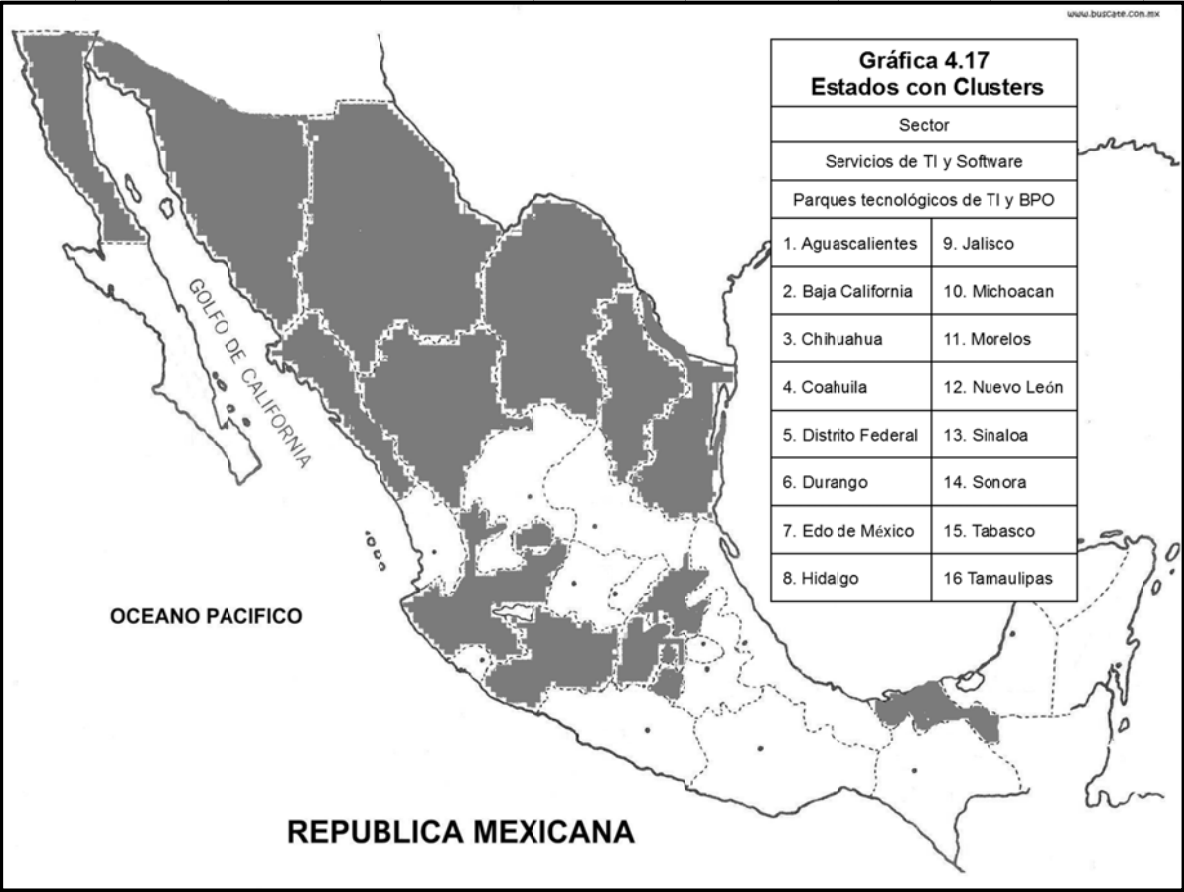 www.buscate.con.mx
Gráfica 4.17
Estados con Clusters
Sector
Servicios de TI y Software
Parques tecnológicos de TI y BPO
1. Aguascalientes
9. Jalisco
2. Baja California
10. Michoacan
3. Chihuahua
11. Morelos
4. Coahuila
12. Nuevo León
5. Distrito Federal
13. Sinaloa
6. Durango
14. Sonora
7. Edo de México
15. Tabasco
8. Hidalgo
16 Tamaulipas
GOLFO DE CALIFORNIA
OCEANO PACIFICO
REPUBLICA MEXICANA